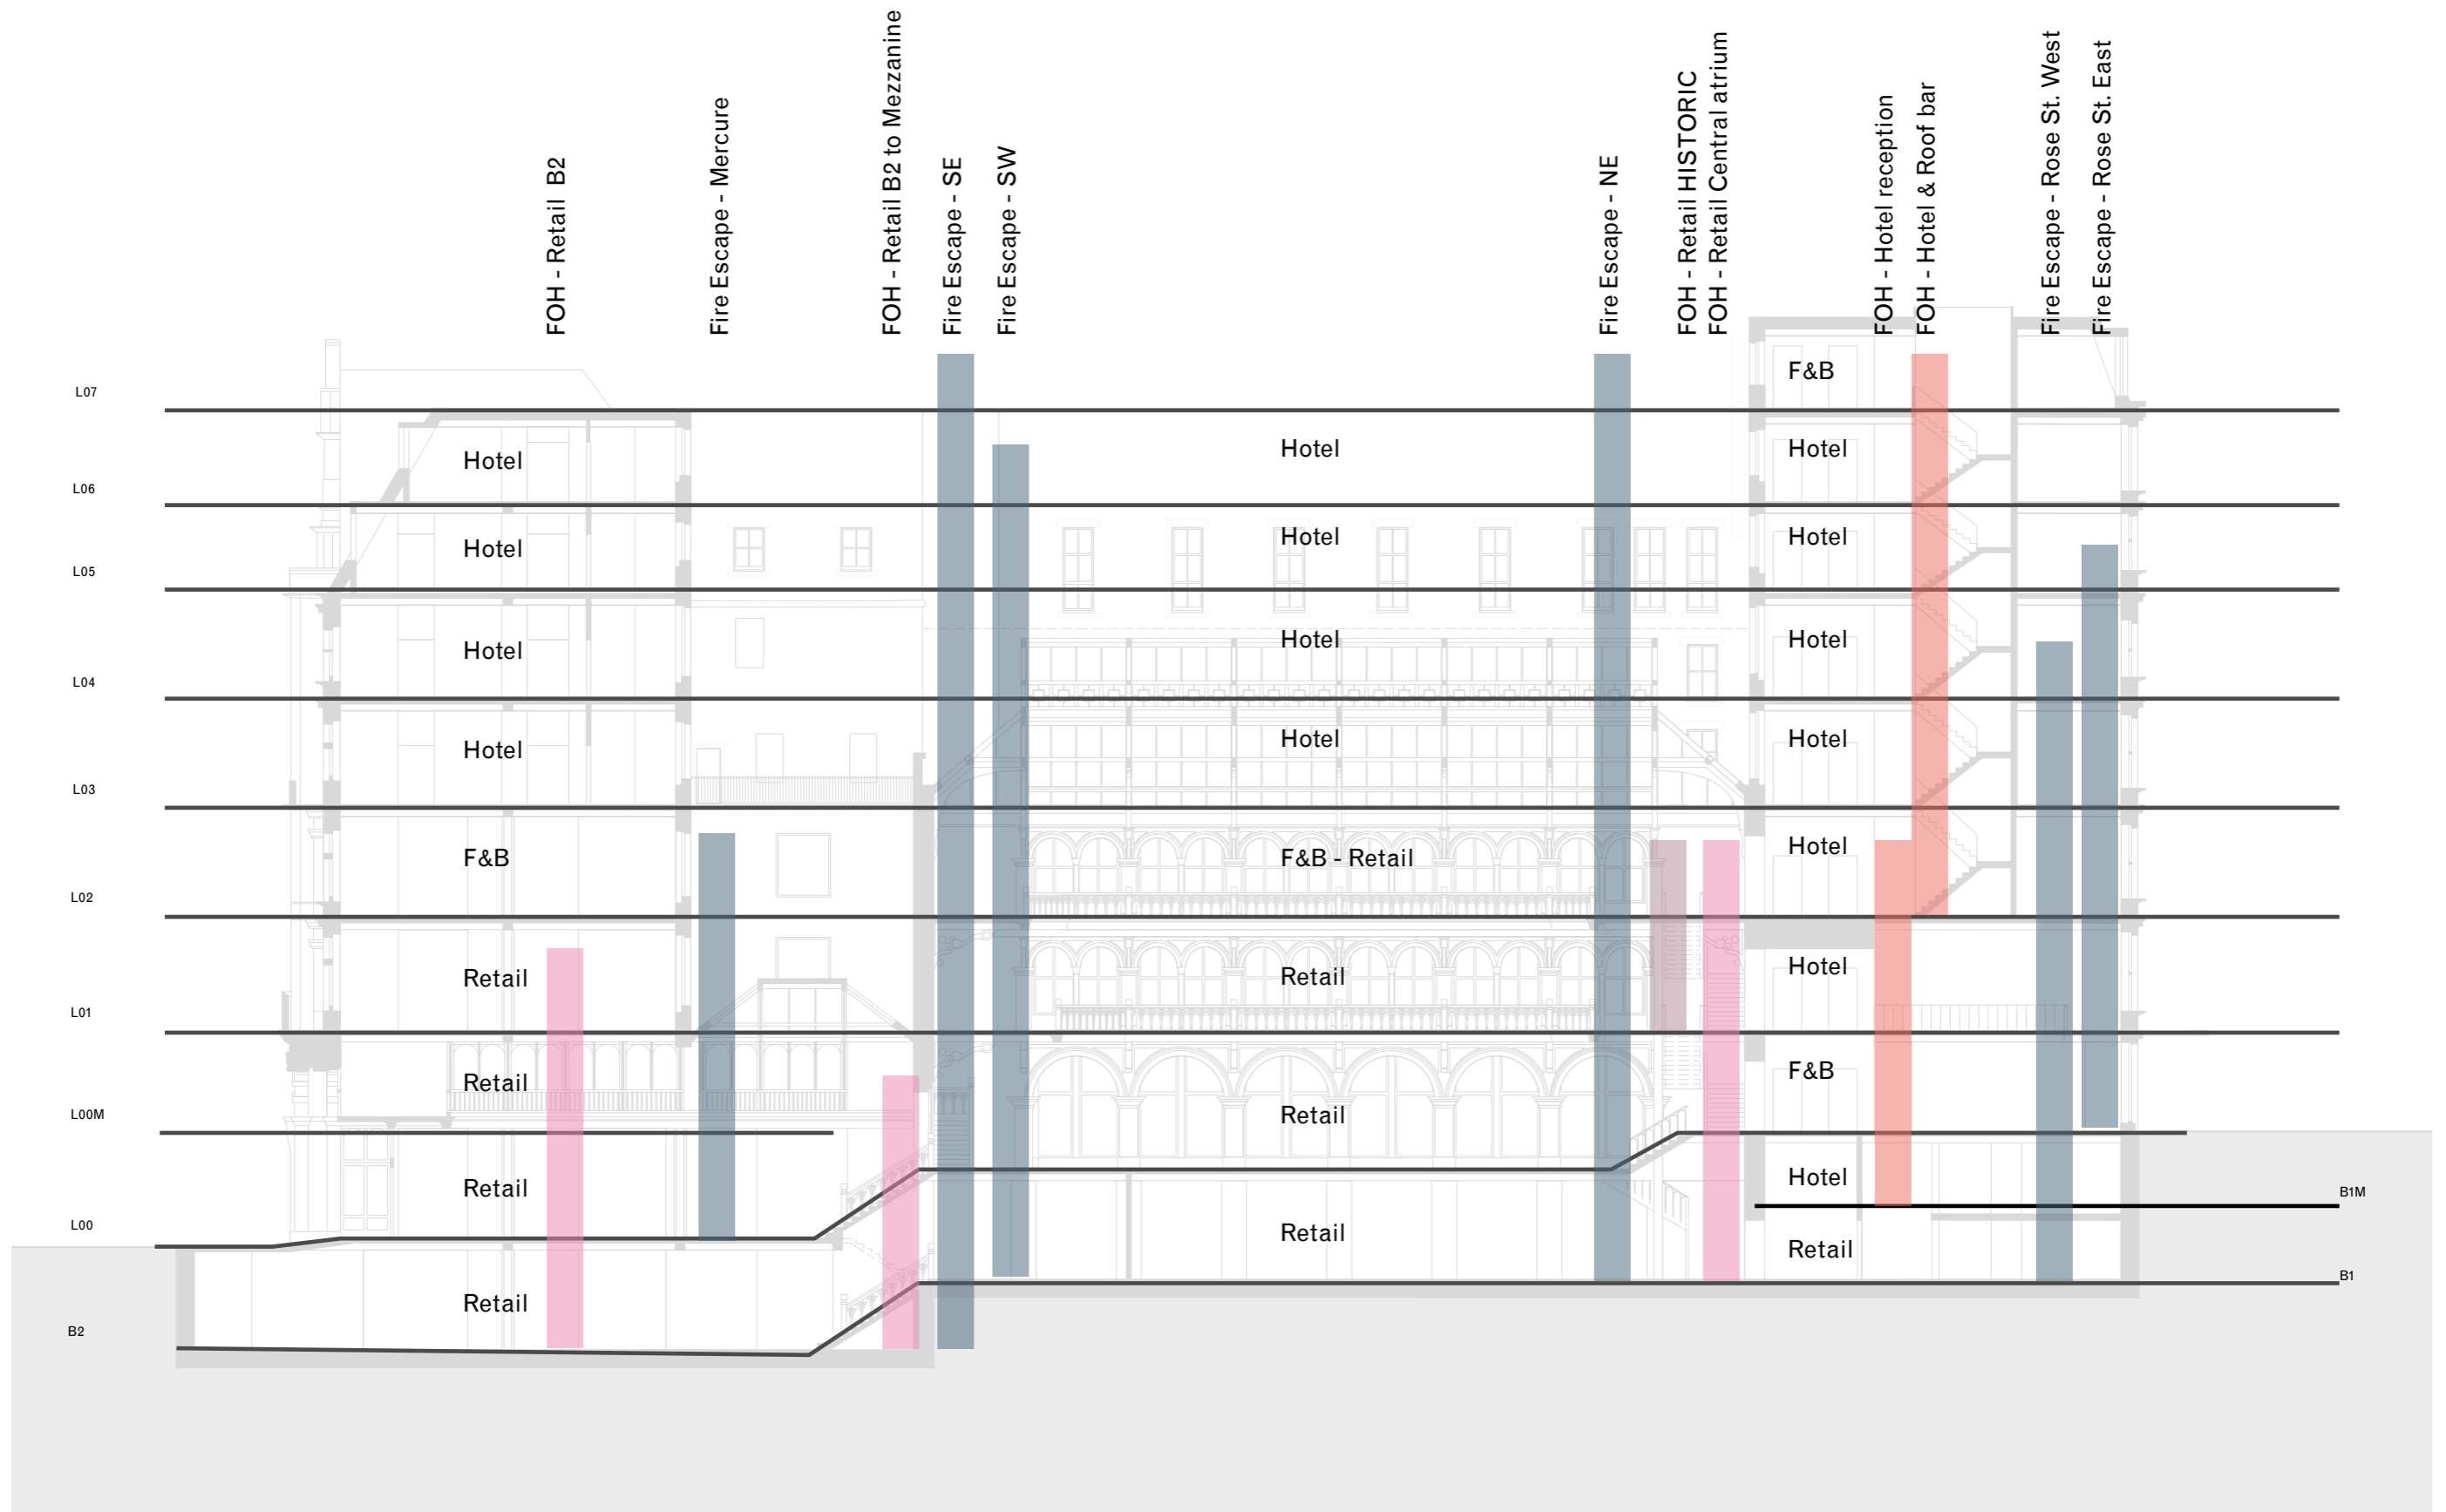 FOH - Retail  B2
Fire Escape - Mercure
FOH - Retail B2 to Mezzanine
Fire Escape - SE
Fire Escape - SW
Fire Escape - NE
FOH - Retail HISTORIC
FOH - Retail Central atrium
FOH - Hotel reception
FOH - Hotel & Roof bar
Fire Escape - Rose St. West
Fire Escape - Rose St. East
F&B
L07
Hotel
Hotel
Hotel
L06
Hotel
Hotel
Hotel
L05
Hotel
Hotel
Hotel
L04
Hotel
Hotel
Hotel
L03
F&B
F&B - Retail
Hotel
L02
Retail
Retail
Hotel
L01
Retail
F&B
L00M
Retail
Retail
Hotel
B1M
L00
Retail
Retail
B1
Retail
B2